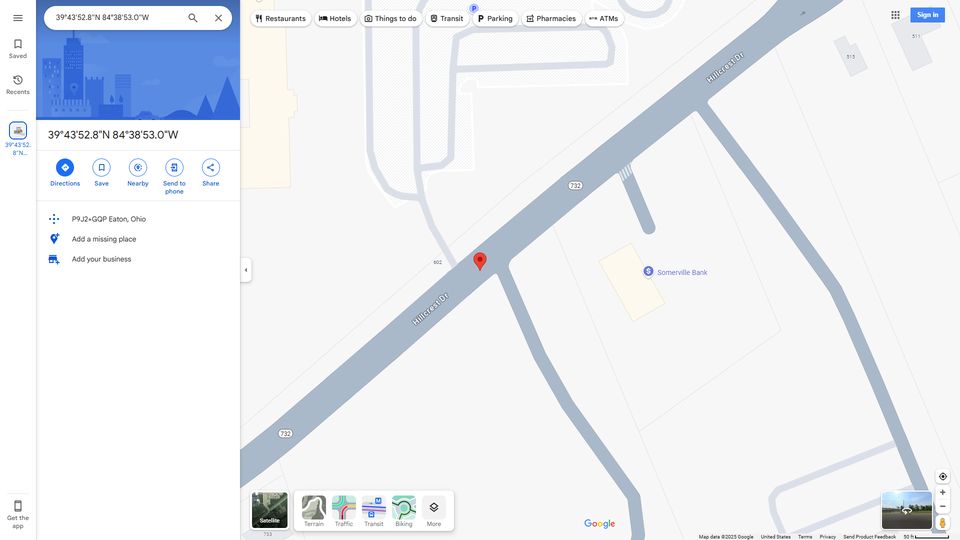 39°43'52.8"N 84°38'53.0"W
Restaurants
Hotels
Things to do
Transit
P Parking
Pharmacies
ATMs
Sign in
Saved
Recents
39°43'52.
8"N...
39°43'52.8"N 84°38'53.0"W
Directions
Save
Nearby
Send to
phone
Share
P9J2+GQP Eaton, Ohio
Add a missing place
Add your business
P
Hillcrest Dr
513
511
732
602
$ Somerville Bank
Hillcrest Dr
732
753
Get the
app
Satellite
Terrain
Traffic
M
Transit
Biking
More
Google
Map data ©2025 Google United States Terms Privacy Send Product Feedback 50 ft